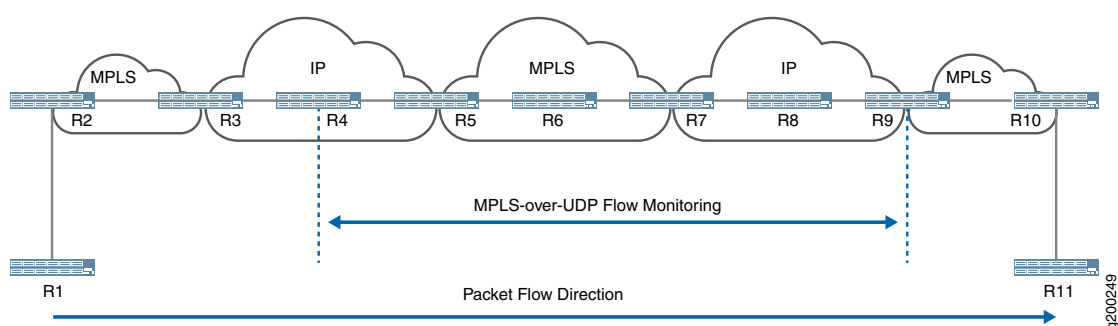 MPLS
IP
MPLS
IP
MPLS
R2
R3
R4
R5
R6
R7
R8
R9
R10
MPLS-over-UDP Flow Monitoring
R1
R11
Packet Flow Direction
g200249